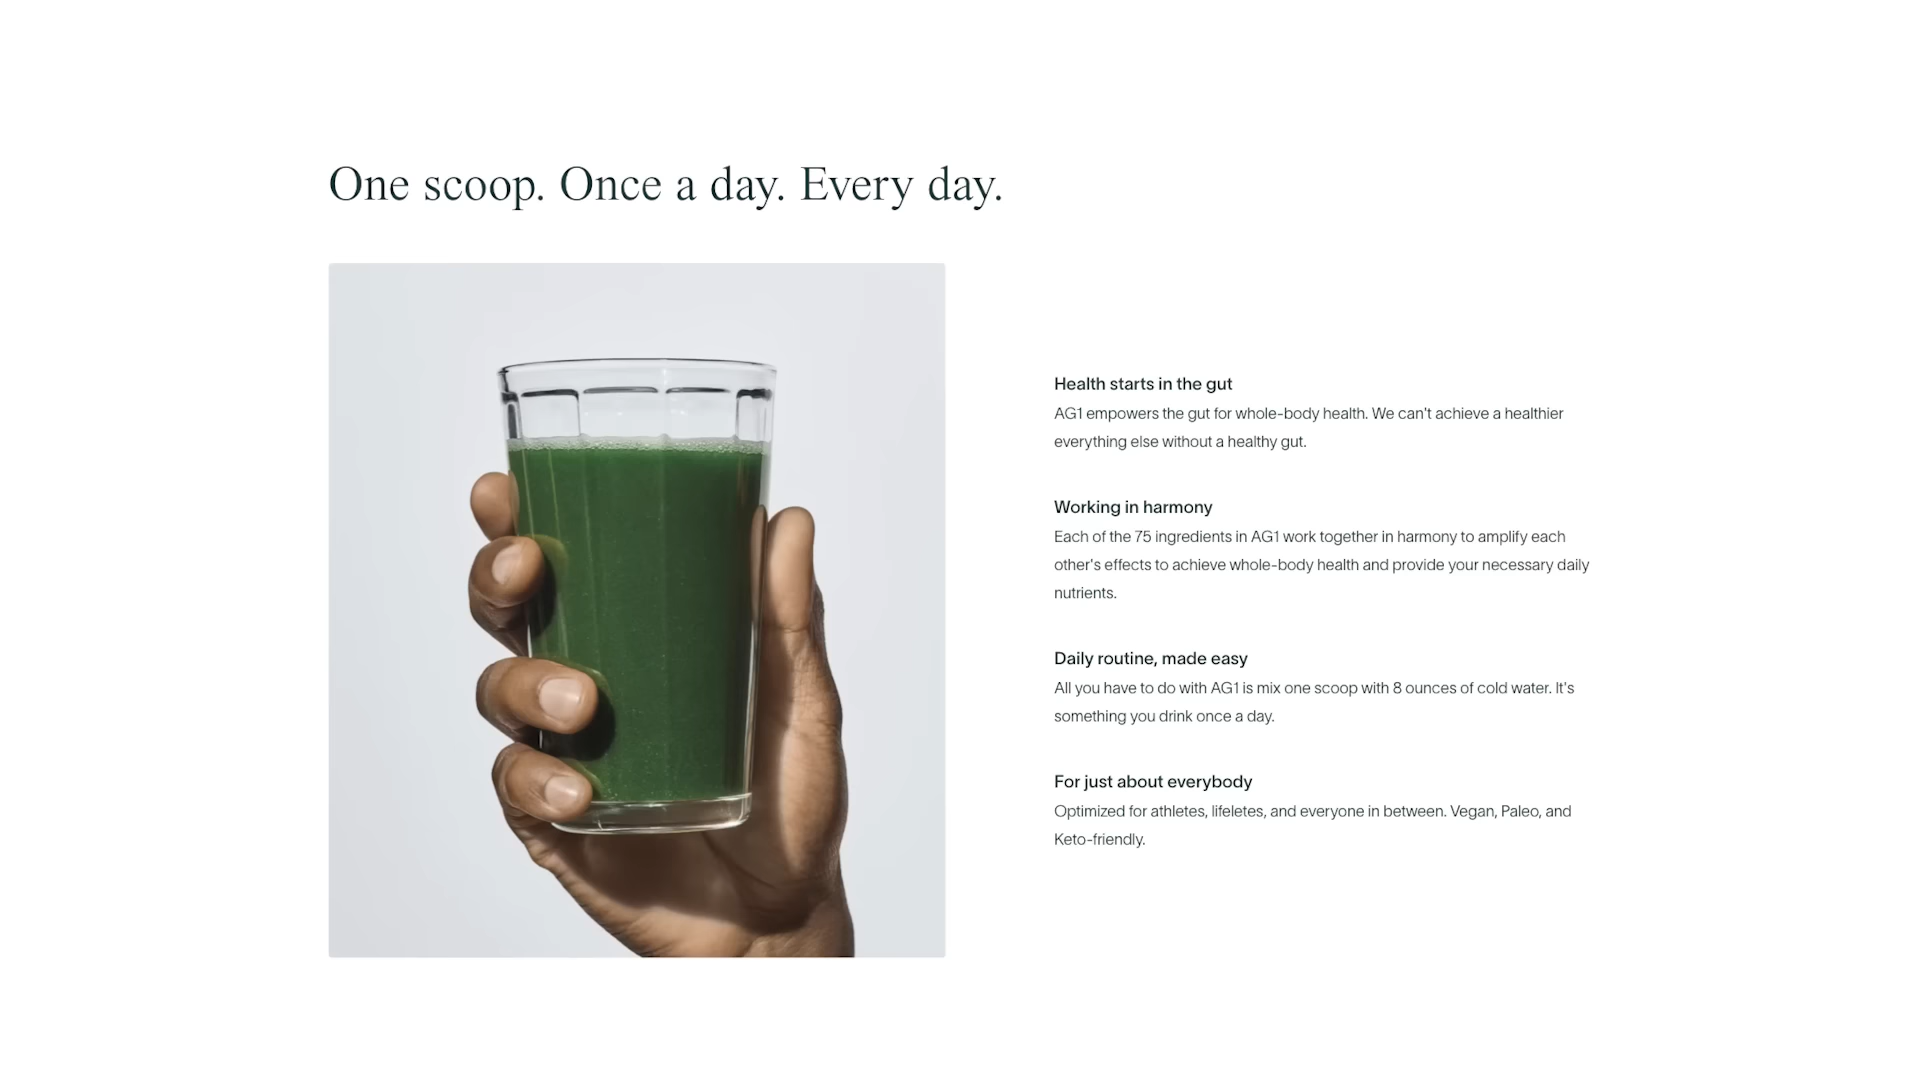 One scoop. Once a day. Every day.
Health starts in the gut
AG1 empowers the gut for whole-body health. We can't achieve a healthier
everything else without a healthy gut.
Working in harmony
Each of the 75 ingredients in AG1 work together in harmony to amplify each
other's effects to achieve whole-body health and provide your necessary daily
nutrients.
Daily routine, made easy
All you have to do with AG1 is mix one scoop with 8 ounces of cold water. It's
something you drink once a day.
For just about everybody
Optimized for athletes, lifeletes, and everyone in between. Vegan, Paleo, and
Keto-friendly.